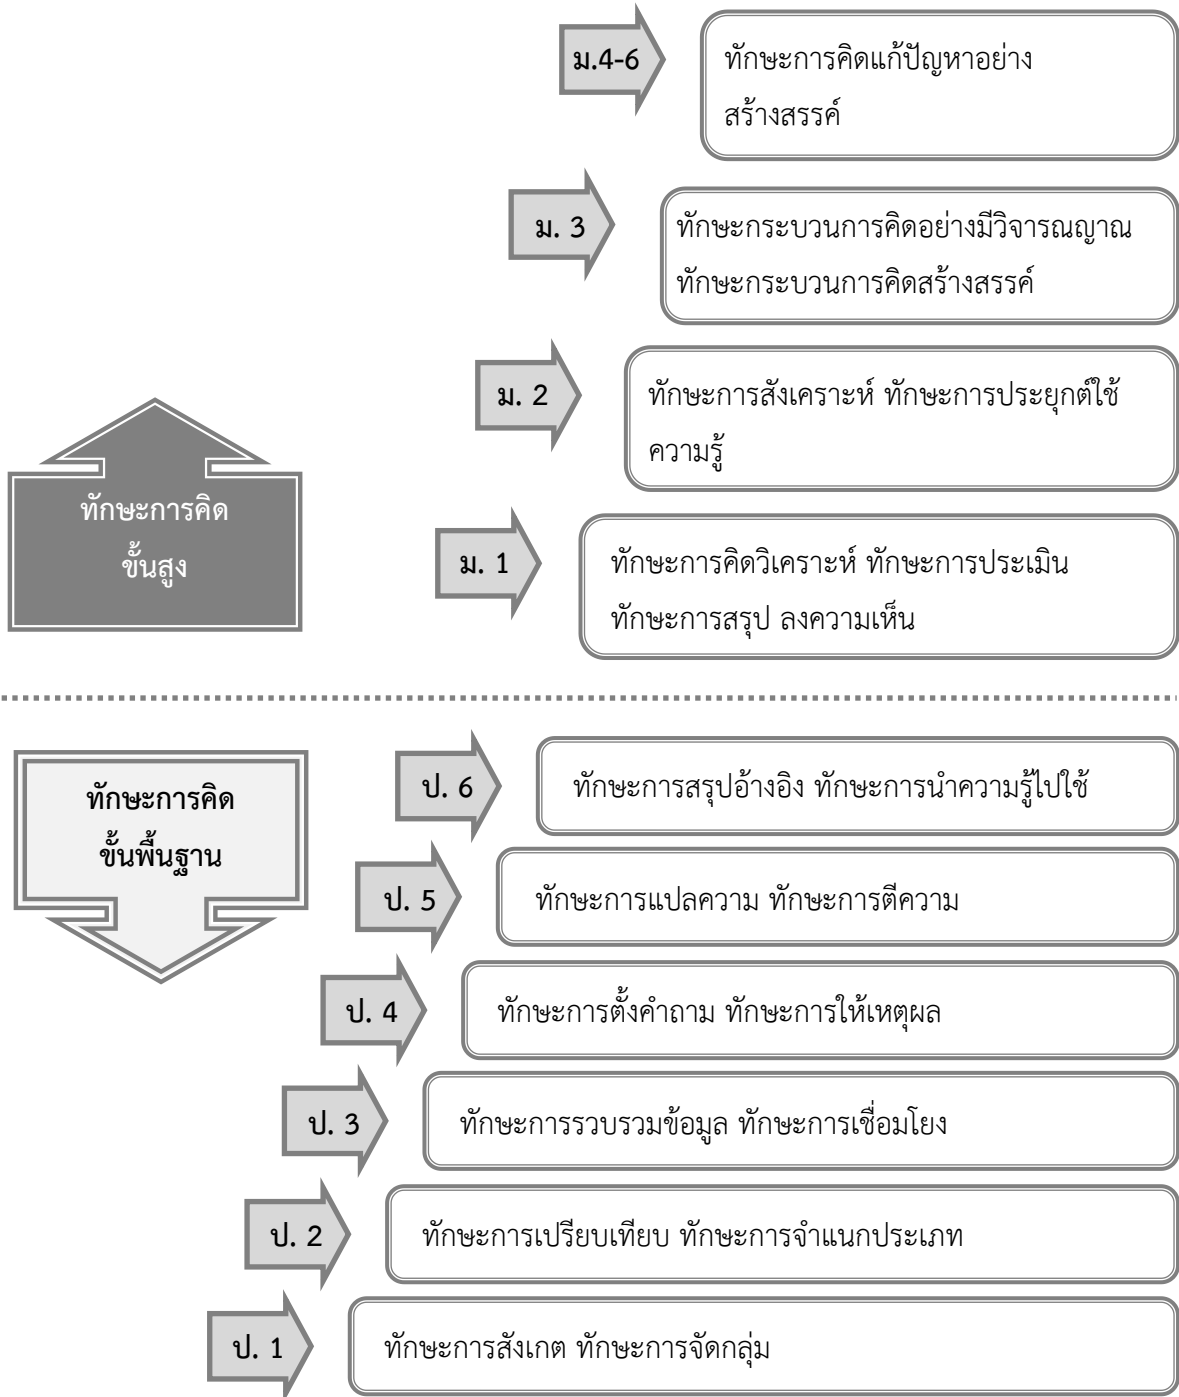 ม.4-6
ทักษะการคิดแก้ปัญหาอย่าง
สร้างสรรค์
ม. 3
ทักษะกระบวนการคิดอย่างมีวิจารณญาณ
ทักษะกระบวนการคิดสร้างสรรค์
ม. 2
ทักษะการสังเคราะห์ ทักษะการประยุกต์ใช้
ความรู้
ทักษะการคิด
ขั้นสูง
ม. 1
ทักษะการคิดวิเคราะห์ ทักษะการประเมิน
ทักษะการสรุป ลงความเห็น
ทักษะการคิด
ขั้นพื้นฐาน
ป. 6
ทักษะการสรุปอ้างอิง ทักษะการนำความรู้ไปใช้
ป. 5
ทักษะการแปลความ ทักษะการตีความ
ป. 4
ทักษะการตั้งคำถาม ทักษะการให้เหตุผล
ป. 3
ทักษะการรวบรวมข้อมูล ทักษะการเชื่อมโยง
ป. 2
ทักษะการเปรียบเทียบ ทักษะการจำแนกประเภท
ป. 1
ทักษะการสังเกต ทักษะการจัดกลุ่ม